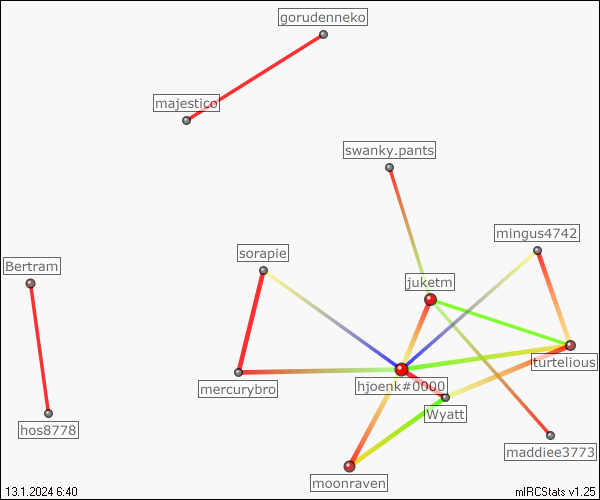 gorudenneko
majestico
swanky.pants
mingus4742
sorapie
Bertram
juketm
turtelious
hjoenk#0000
mercurybro
Wyatt
hos8778
maddiee3773
moonraven
13.1.2024 6:40
mIRCStats v1.25